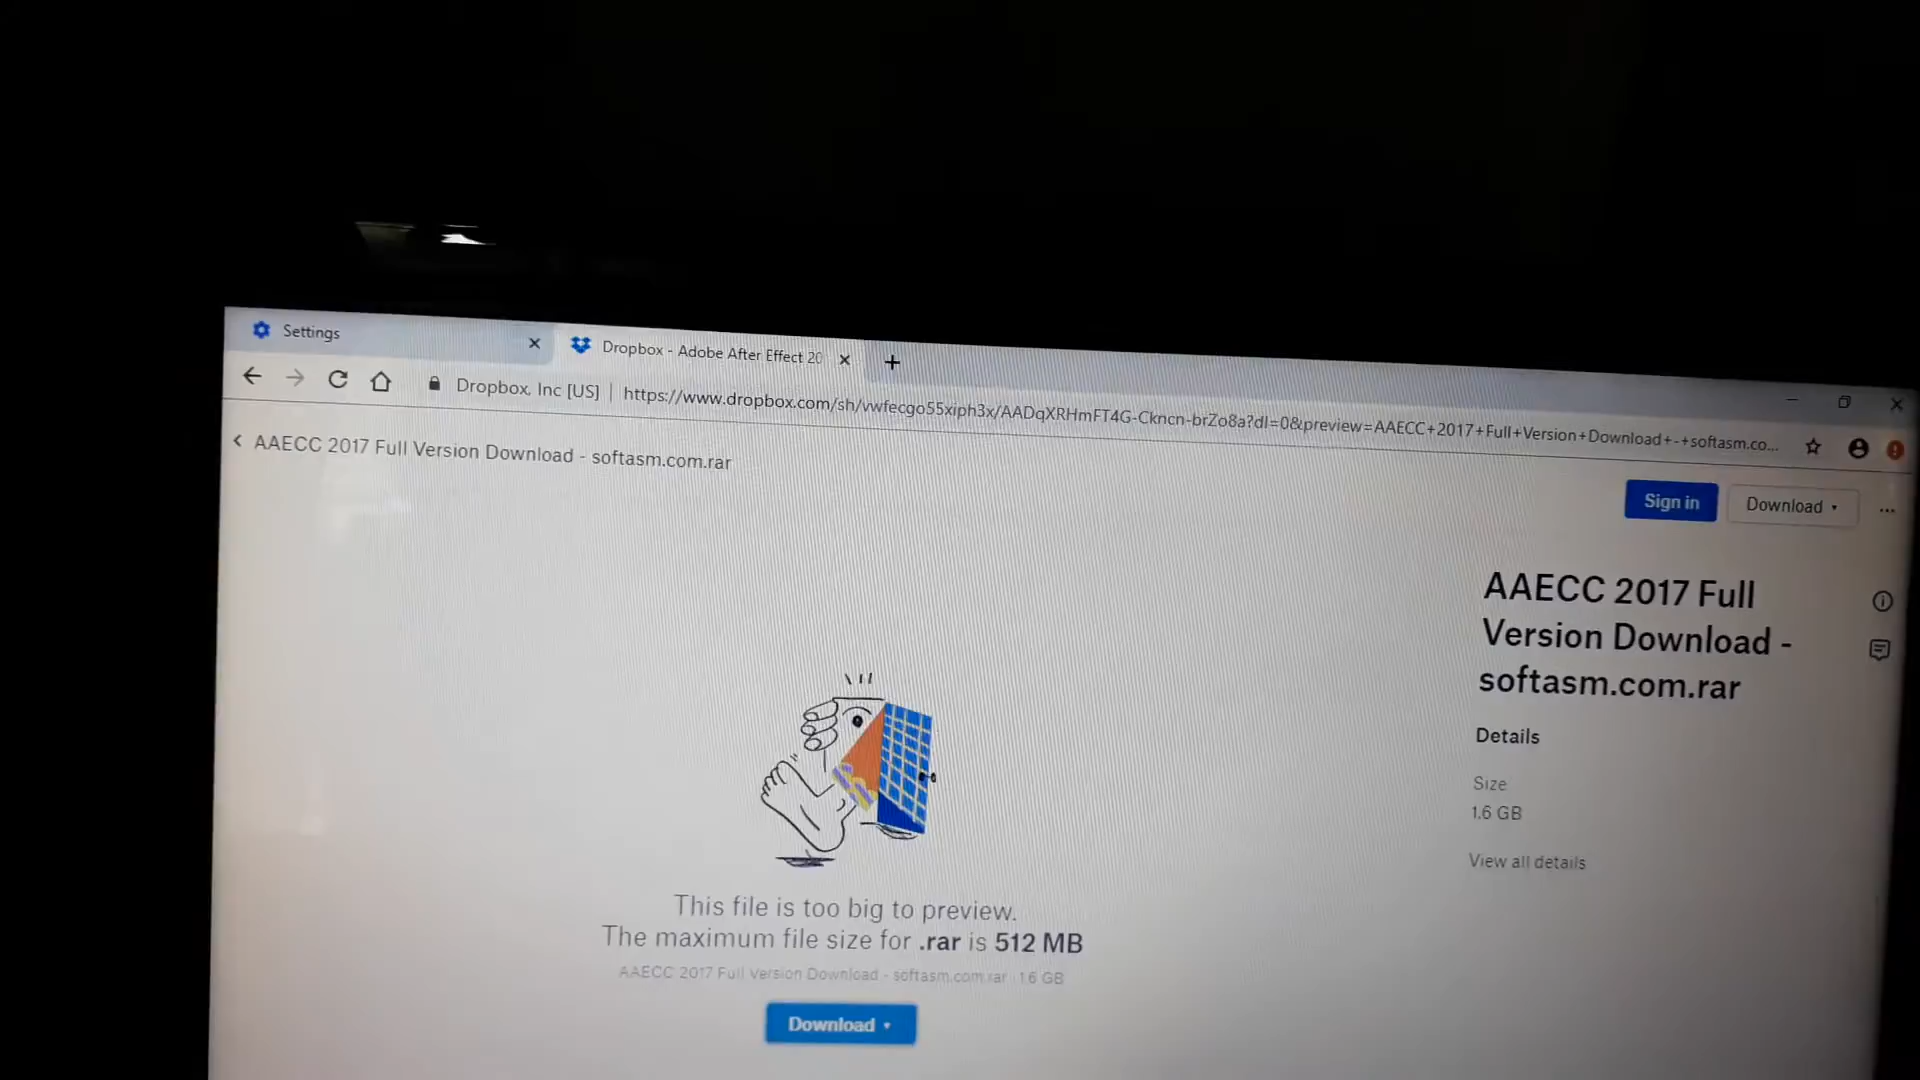 Settings
Dropbox - Adobe After Effect 20
Dropbox, Inc [US] | https://www.dropbox.com/sh/vwfecgo55xiph3x/AADqXRHmFT4G-Ckncn-brZo8a?dl=0&preview=AAECC+2017+Full+Version+Download+-+softasm.co...
AAECC 2017 Full Version Download - softasm.com.rar
Sign in
Download
AAECC 2017 Full
Version Download -
softasm.com.rar
Details
Size
1.6 GB
View all details
This file is too big to preview.
The maximum file size for .rar is 512 MB
AAECC 2017 Full Version Download - softasm.com.rar · 1.6 GB
Download